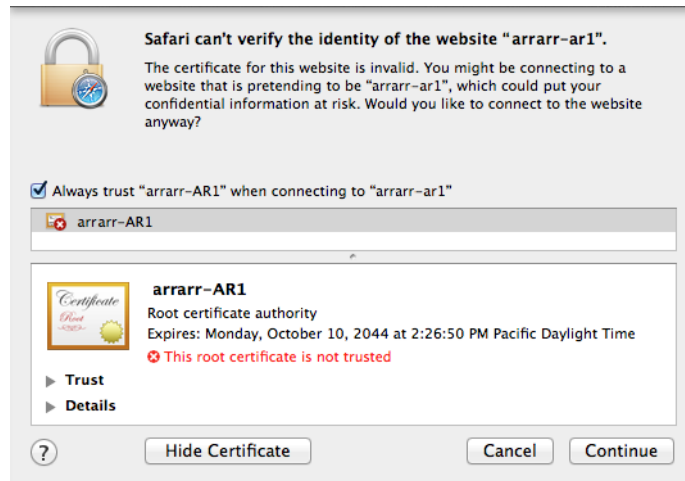 Safari can't verify the identity of the website “arrarr-ar1”.
The certificate for this website is invalid. You might be connecting to a
website that is pretending to be “arrarr-ar1”, which could put your
confidential information at risk. Would you like to connect to the website
anyway?
Always trust “arrarr-AR1” when connecting to “arrarr-ar1”
arrarr-AR1
Certificate
Root
arrarr-AR1
Root certificate authority
Expires: Monday, October 10, 2044 at 2:26:50 PM Pacific Daylight Time
This root certificate is not trusted
Trust
Details
?
Hide Certificate
Cancel
Continue